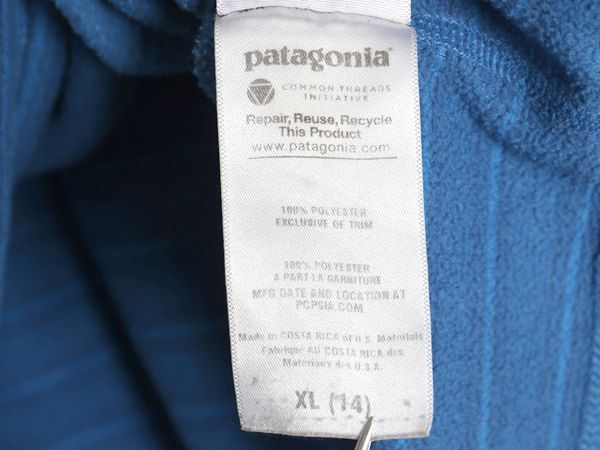 patagonia®
COMMON THREADS
INITIATIVE
Repair, Reuse, Recycle
This Product
www.patagonia.com
100% POLYESTER
EXCLUSIVE OF TRIM
100% POLYESTER
A PART LA GARNITURE
MFG DATE AND LOCATION AT
PCPSIA.COM
Made in COSTA RICA of U.S. Materials
Fabriqué AU COSTA RICA des
Materiaux des U.S.A.
XL (14)